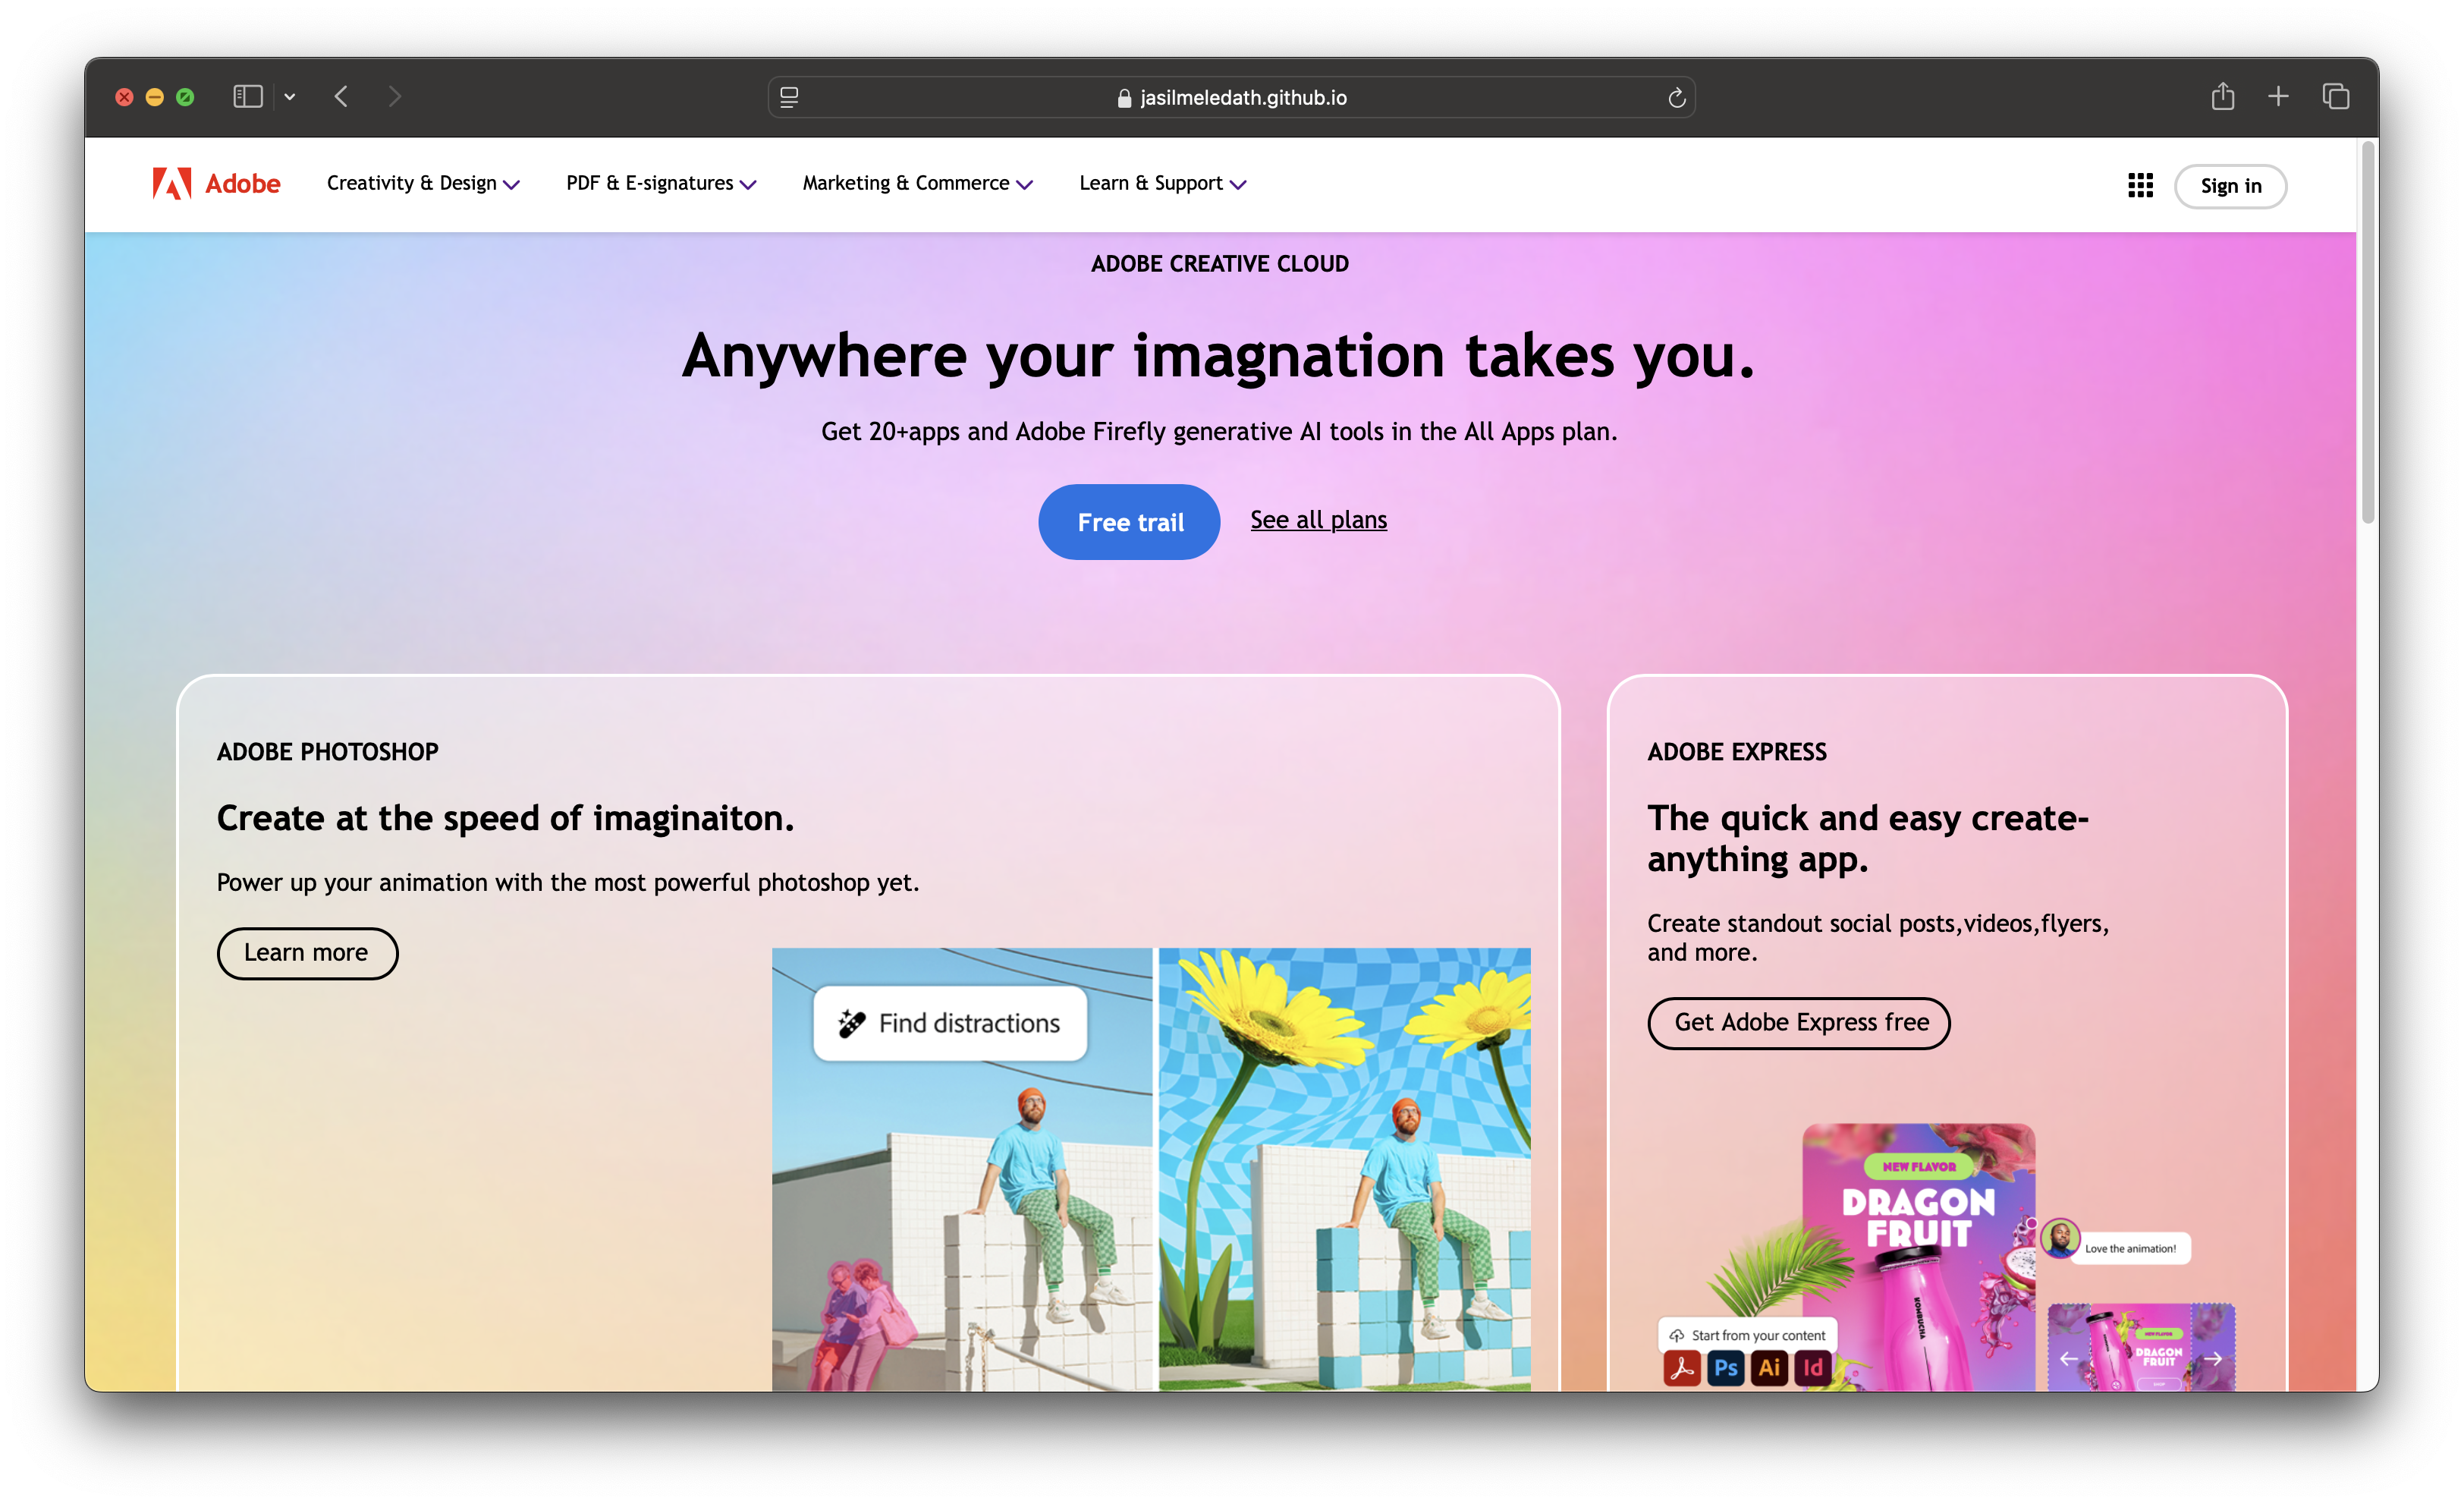 jasilmeledath.github.io
Adobe Creativity & Design PDF & E-signatures Marketing & Commerce Learn & Support Sign in
ADOBE CREATIVE CLOUD
Anywhere your imagnation takes you.
Get 20+apps and Adobe Firefly generative AI tools in the All Apps plan.
Free trail See all plans
ADOBE PHOTOSHOP
Create at the speed of imaginaiton.
Power up your animation with the most powerful photoshop yet.
Learn more
Find distractions
ADOBE EXPRESS
The quick and easy create-
anything app.
Create standout social posts,videos,flyers,
and more.
Get Adobe Express free
NEW FLAVOR
DRAGON
FRUIT
KOMBUCHA
Love the animation!
Start from your content
Ps Ai Id
NEW FLAVOR
DRAGON
FRUIT